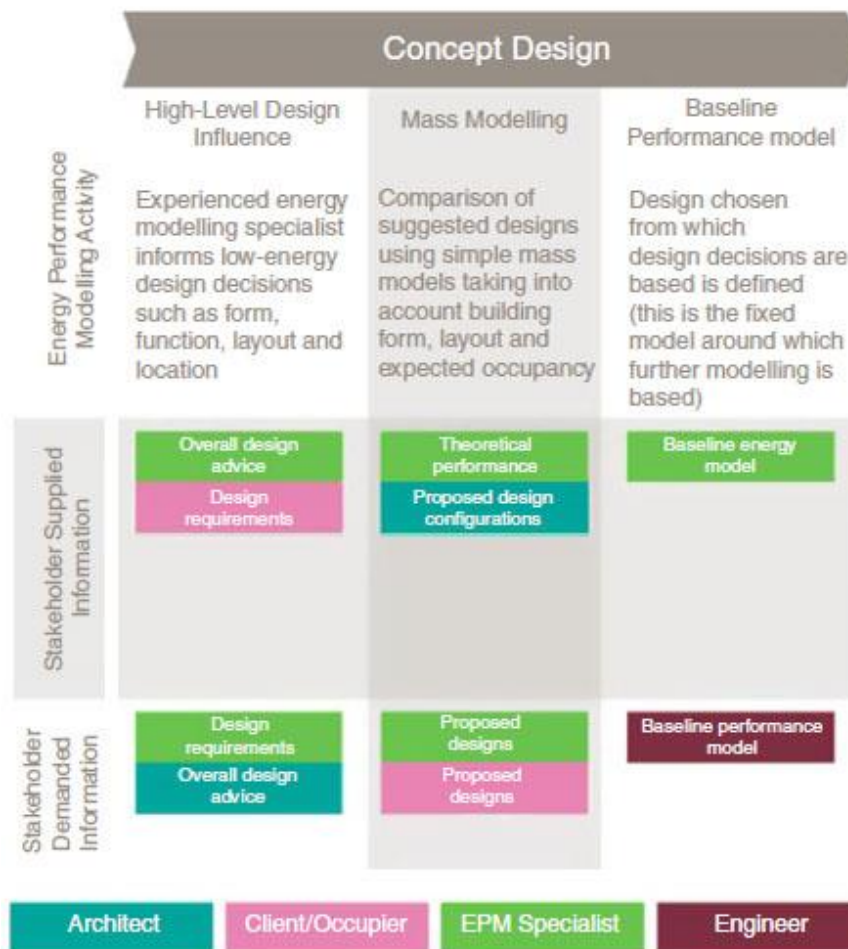 Concept Design
High-Level Design
Influence
Mass Modelling
Baseline
Performance model
Energy Performance
Modelling Activity
Experienced energy
modelling specialist
informs low-energy
design decisions
such as form,
function, layout and
location
Comparison of
suggested designs
using simple mass
models taking into
account building
form, layout and
expected occupancy
Design chosen
from which
design decisions are
based is defined
(this is the fixed
model around which
further modelling is
based)
Stakeholder Supplied
Information
Overall design
advice
Design
requirements
Theoretical
performance
Proposed design
configurations
Baseline energy
model
Stakeholder
Demanded
Information
Design
requirements
Overall design
advice
Proposed
designs
Proposed
designs
Baseline performance
model
Architect
Client/Occupier
EPM Specialist
Engineer